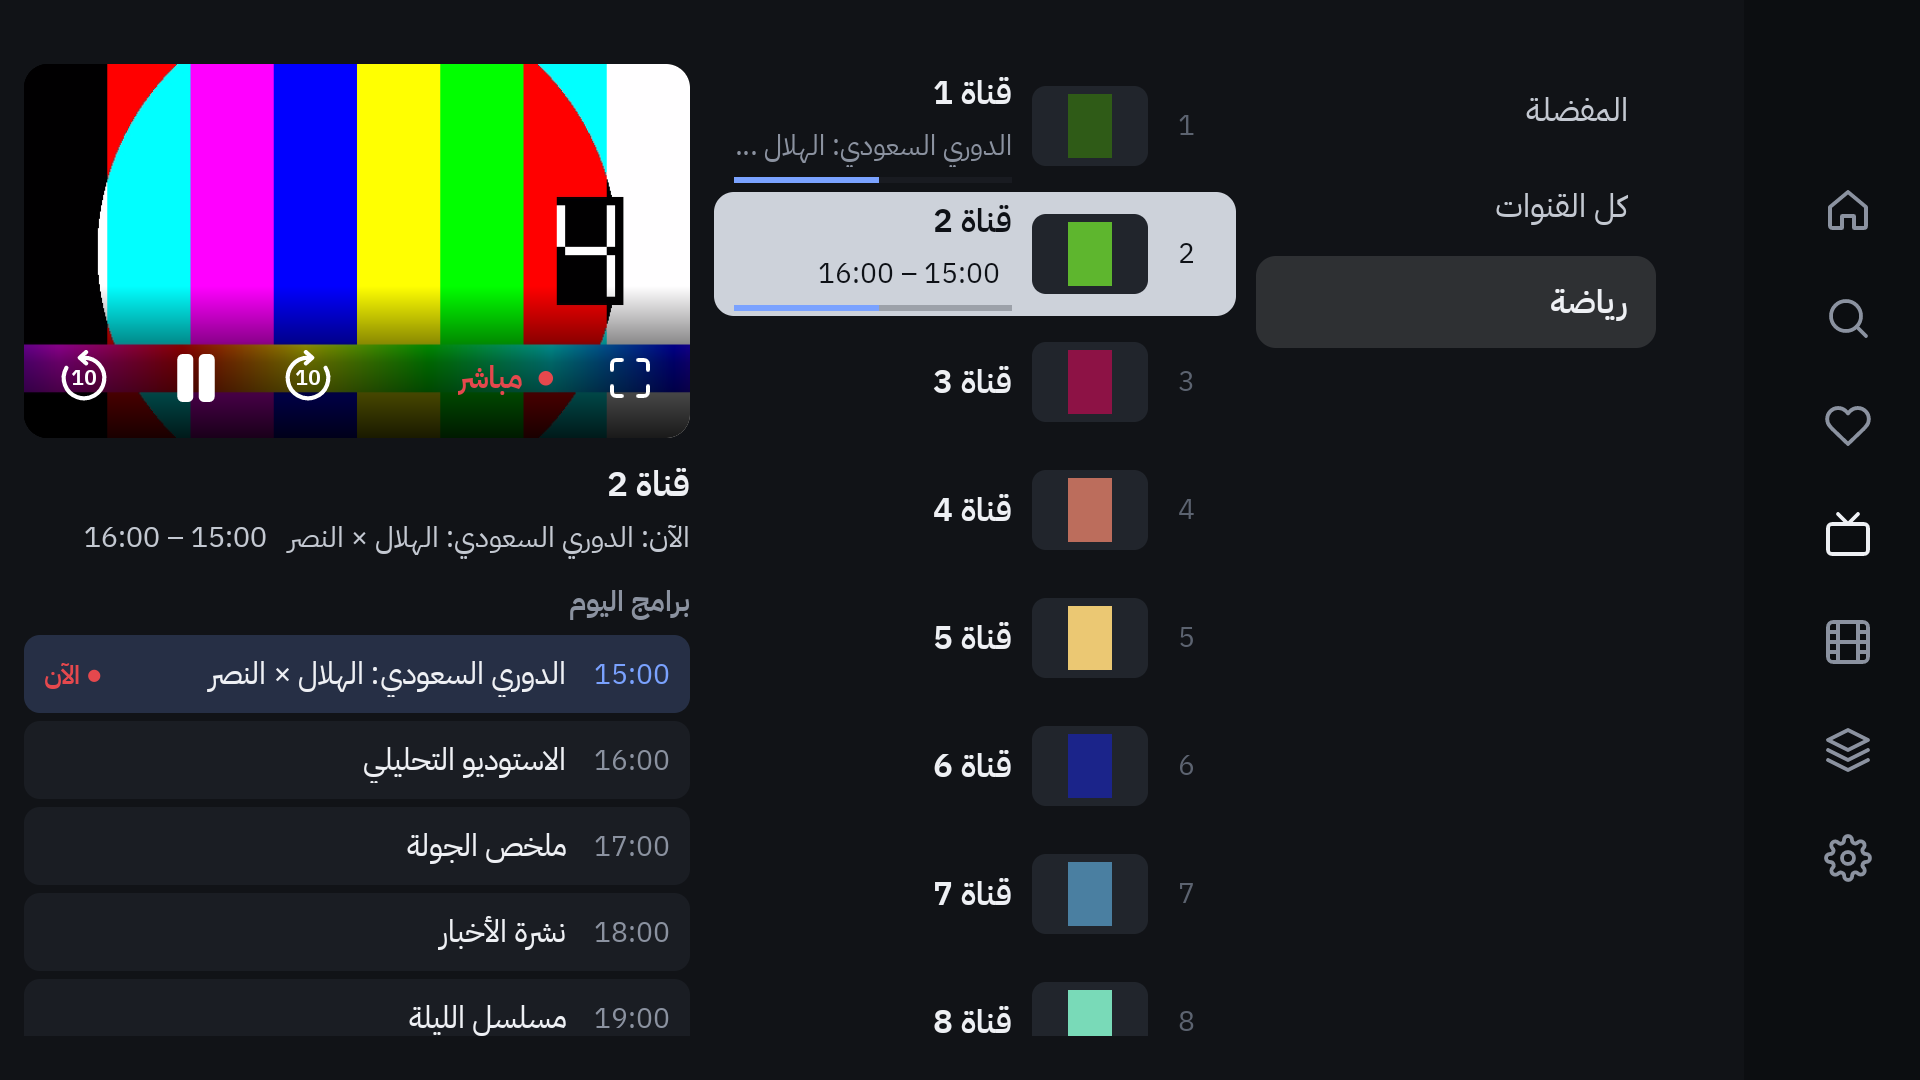 المفضلة
كل القنوات
رياضة
1
قناة 1
الدوري السعودي: الهلال ...
2
قناة 2
15:00 – 16:00
3
قناة 3
4
قناة 4
5
قناة 5
6
قناة 6
7
قناة 7
8
قناة 8
4
10
10
● مباشر
قناة 2
الآن: الدوري السعودي: الهلال × النصر 15:00 – 16:00
برامج اليوم
15:00 الدوري السعودي: الهلال × النصر ● الآن
16:00 الاستوديو التحليلي
17:00 ملخص الجولة
18:00 نشرة الأخبار
19:00 مسلسل الليلة